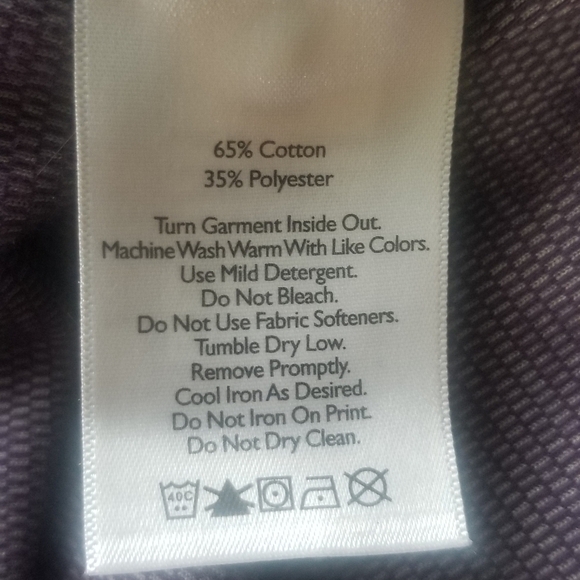 65% Cotton
35% Polyester
Turn Garment Inside Out.
Machine Wash Warm With Like Colors.
Use Mild Detergent.
Do Not Bleach.
Do Not Use Fabric Softeners.
Tumble Dry Low.
Remove Promptly.
Cool Iron As Desired.
Do Not Iron On Print.
Do Not Dry Clean.
40C